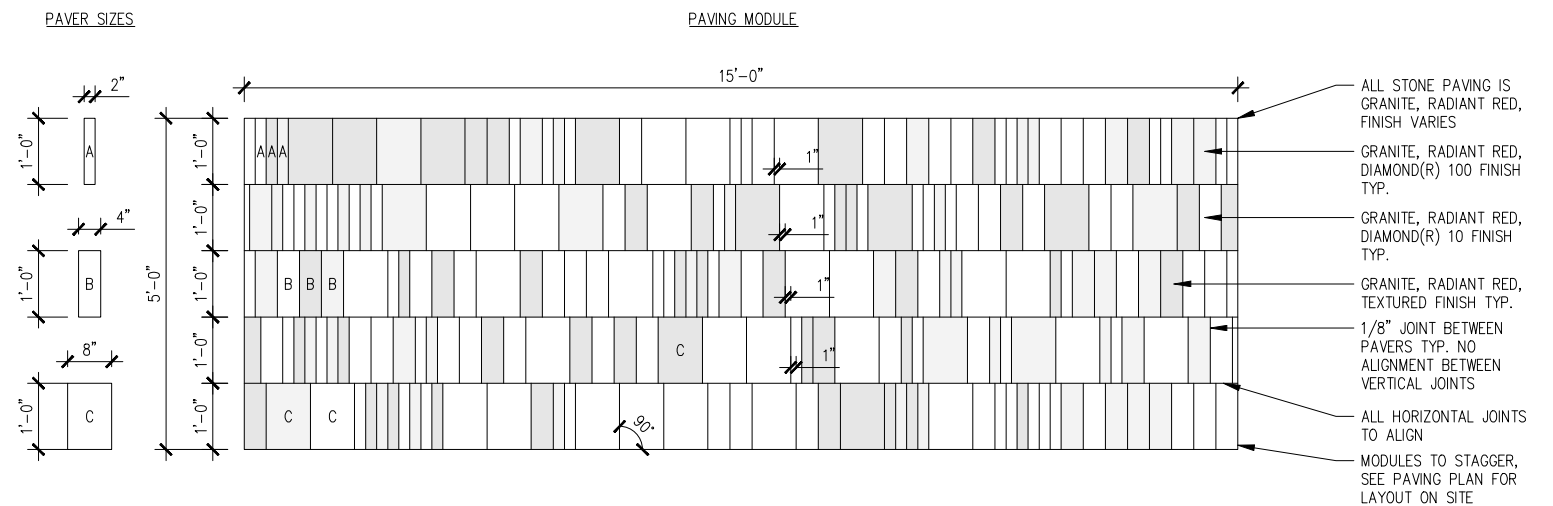 PAVER SIZES
PAVING MODULE
2"
1'-0"
A
4"
1'-0"
B
8"
1'-0"
C
15'-0"
5'-0"
1'-0"
1'-0"
1'-0"
1'-0"
1'-0"
A A A
1"
1"
B B B
1"
C
1"
C C
90°
ALL STONE PAVING IS
GRANITE, RADIANT RED,
FINISH VARIES
GRANITE, RADIANT RED,
DIAMOND(R) 100 FINISH
TYP.
GRANITE, RADIANT RED,
DIAMOND(R) 10 FINISH
TYP.
GRANITE, RADIANT RED,
TEXTURED FINISH TYP.
1/8" JOINT BETWEEN
PAVERS TYP. NO
ALIGNMENT BETWEEN
VERTICAL JOINTS
ALL HORIZONTAL JOINTS
TO ALIGN
MODULES TO STAGGER,
SEE PAVING PLAN FOR
LAYOUT ON SITE